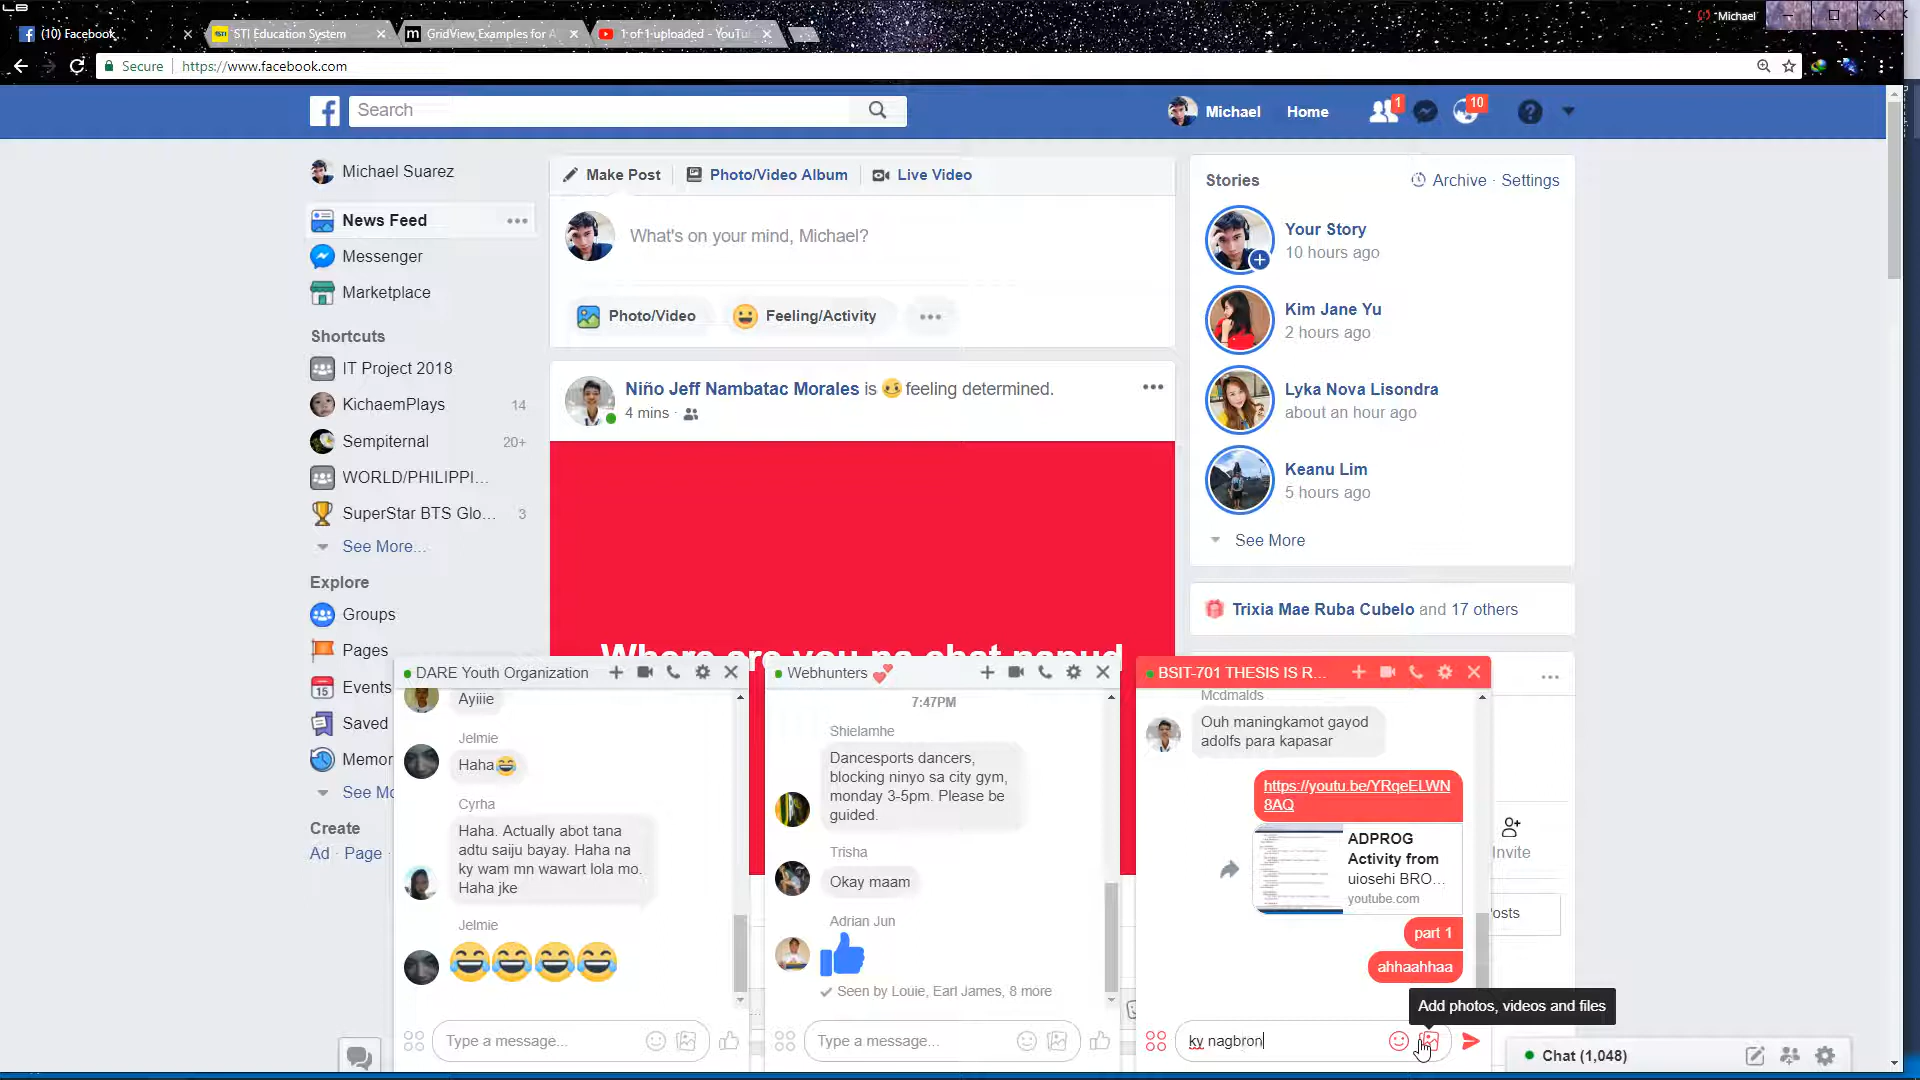 Michael
(10) Facebook
STI Education System
GridView Examples for A
1 of 1 uploaded - YouTu
Secure
https://www.facebook.com
Search
Michael
Home
1
10
Michael Suarez
News Feed
Messenger
Marketplace
Shortcuts
IT Project 2018
KichaemPlays 14
Sempiternal 20+
WORLD/PHILIPPI...
SuperStar BTS Glo... 3
See More...
Explore
Groups
Pages
15 Events
Saved
Memor
See Mo
Create
Ad · Page ·
Make Post
Photo/Video Album
Live Video
What's on your mind, Michael?
Photo/Video
Feeling/Activity
Niño Jeff Nambatac Morales is feeling determined.
4 mins ·
Stories
Archive · Settings
Your Story
10 hours ago
Kim Jane Yu
2 hours ago
Lyka Nova Lisondra
about an hour ago
Keanu Lim
5 hours ago
See More
Trixia Mae Ruba Cubelo and 17 others
Invite
osts
DARE Youth Organization
Ayiiie
Jelmie
Haha😂
Cyrha
Haha. Actually abot tana
adtu saiju bayay. Haha na
ky wam mn wawart lola mo.
Haha jke
Jelmie
😂😂😂😂
Type a message...
Webhunters 💕
7:47PM
Shielamhe
Dancesports dancers,
blocking ninyo sa city gym,
monday 3-5pm. Please be
guided.
Trisha
Okay maam
Adrian Jun
Seen by Louie, Earl James, 8 more
Type a message...
BSIT-701 THESIS IS R...
Mcdmalds
Ouh maningkamot gayod
adolfs para kapasar
https://youtu.be/YRqeELWN
8AQ
ADPROG
Activity from
uiosehi BRO...
youtube.com
part 1
ahhaahhaa
Add photos, videos and files
ky nagbron
Chat (1,048)